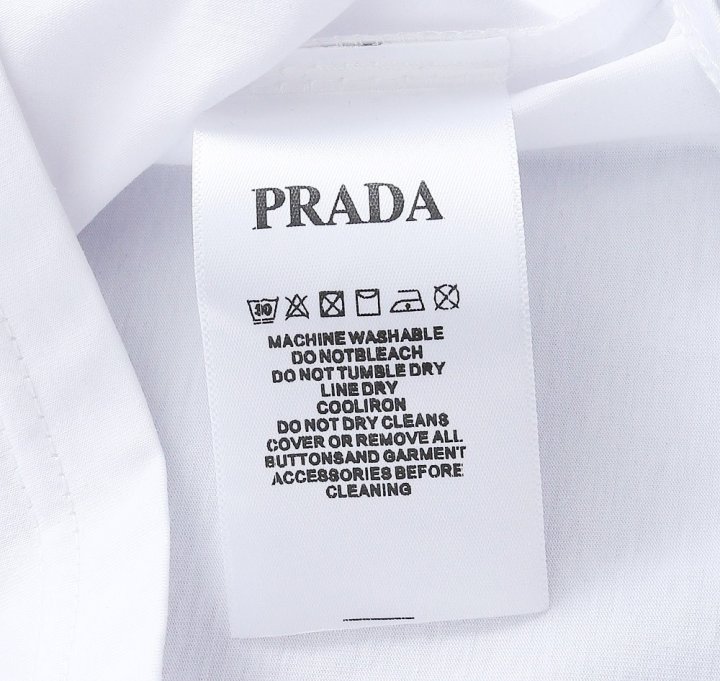 PRADA
30
MACHINE WASHABLE
DO NOTBLEACH
DO NOT TUMBLE DRY
LINE DRY
COOLIRON
DO NOT DRY CLEANS
COVER OR REMOVE ALL
BUTTONSAND GARMENT
ACCESSORIES BEFORE
CLEANING